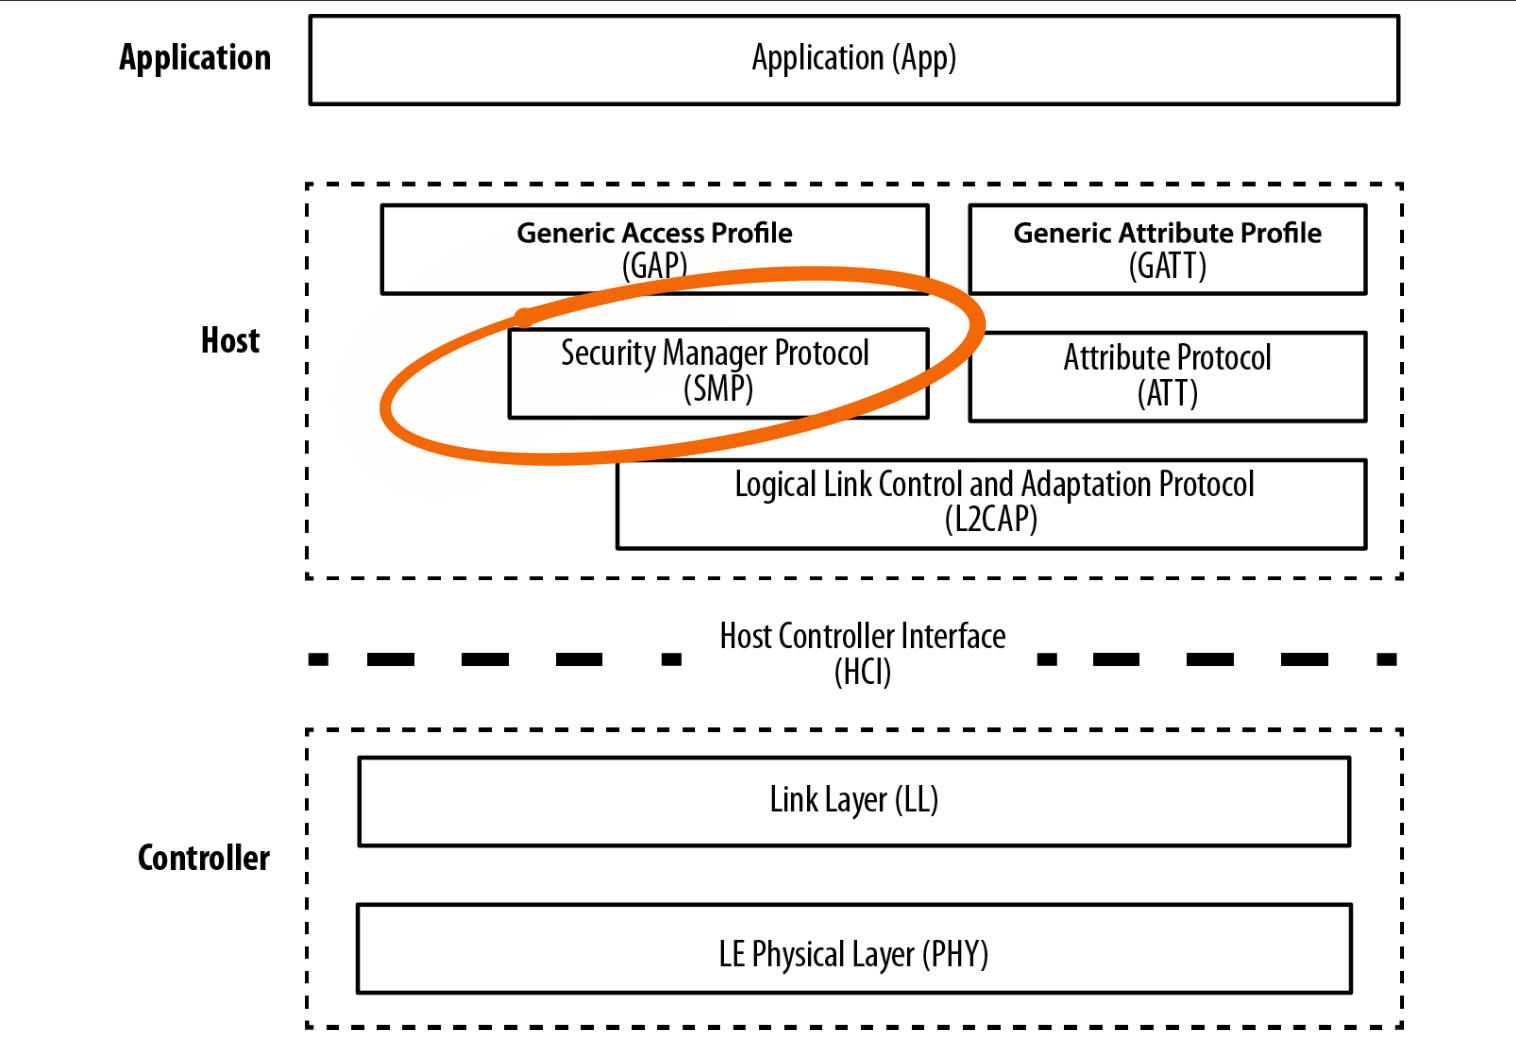 Application
Application (App)
Host
Generic Access Profile
(GAP)
Generic Attribute Profile
(GATT)
Security Manager Protocol
(SMP)
Attribute Protocol
(ATT)
Logical Link Control and Adaptation Protocol
(L2CAP)
Host Controller Interface
(HCI)
Controller
Link Layer (LL)
LE Physical Layer (PHY)